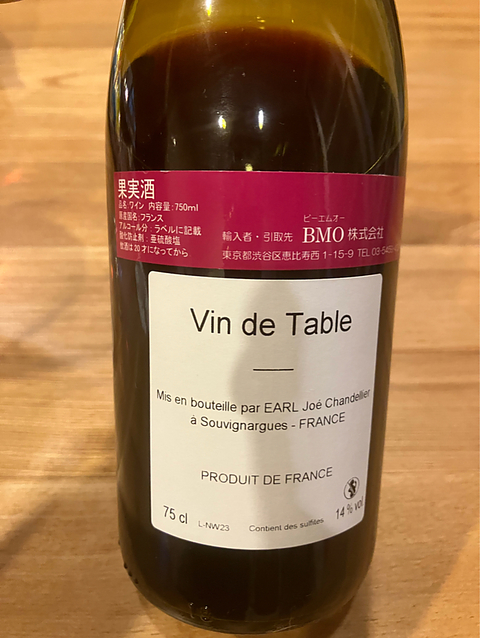 果実酒
品名：ワイン 内容量：750ml
原産国名：フランス
アルコール分：ラベルに記載
酸化防止剤：亜硫酸塩
飲酒は20才になってから
ビーエムオー
輸入者・引取先 BMO 株式会社
東京都渋谷区恵比寿西 1-15-9 TEL 03-545
Vin de Table
Mis en bouteille par EARL Joé Chandellier
à Souvignargues - FRANCE
PRODUIT DE FRANCE
75 cl L-NW23 Contient des sulfites 14 % vol